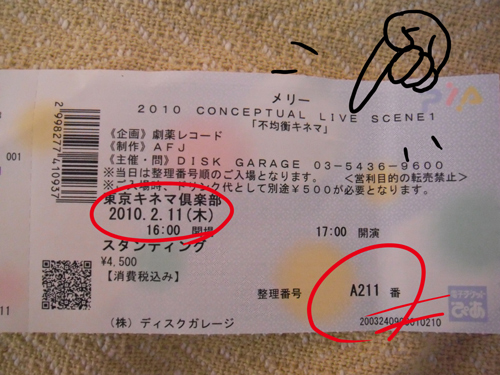 メリー
2010 CONCEPTUAL LIVE SCENE1
「不均衡キネマ」
《企画》劇薬レコード
《制作》AFJ
《主催・問》DISK GARAGE 03-5436-9600
※当日は整理番号順のご入場となります。 <営利目的の転売禁止>
※ご入場時、ドリンク代として別途¥500が必要となります。
東京キネマ倶楽部
2010. 2.11(木)
16:00 開場 17:00 開演
スタンディング
¥4,500
【消費税込み】
整理番号 A211 番
(株)ディスクガレージ
電子チケット
ぴあ
2998277410937
001